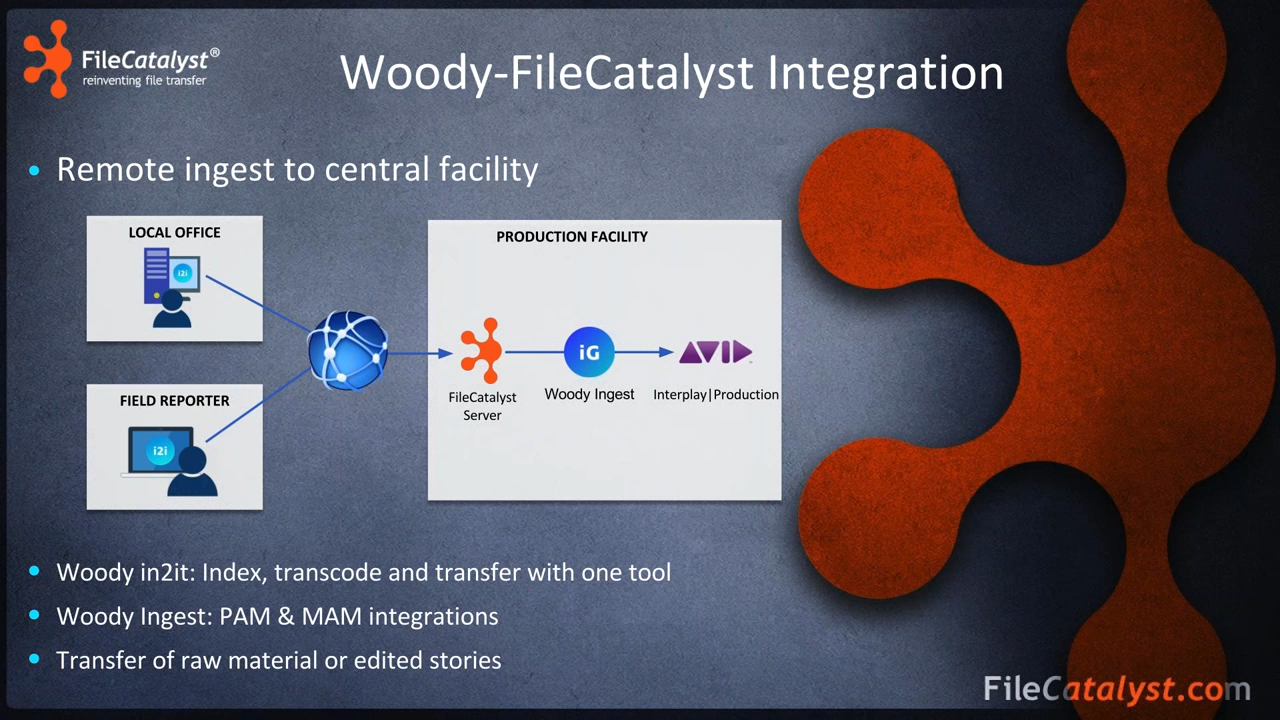 FileCatalyst®
reinventing file transfer
Woody-FileCatalyst Integration
• Remote ingest to central facility
LOCAL OFFICE
i2i
FIELD REPORTER
i2i
PRODUCTION FACILITY
iG
AVID
FileCatalyst
Server
Woody Ingest
Interplay|Production
• Woody in2it: Index, transcode and transfer with one tool
• Woody Ingest: PAM & MAM integrations
• Transfer of raw material or edited stories
FileCatalyst.com